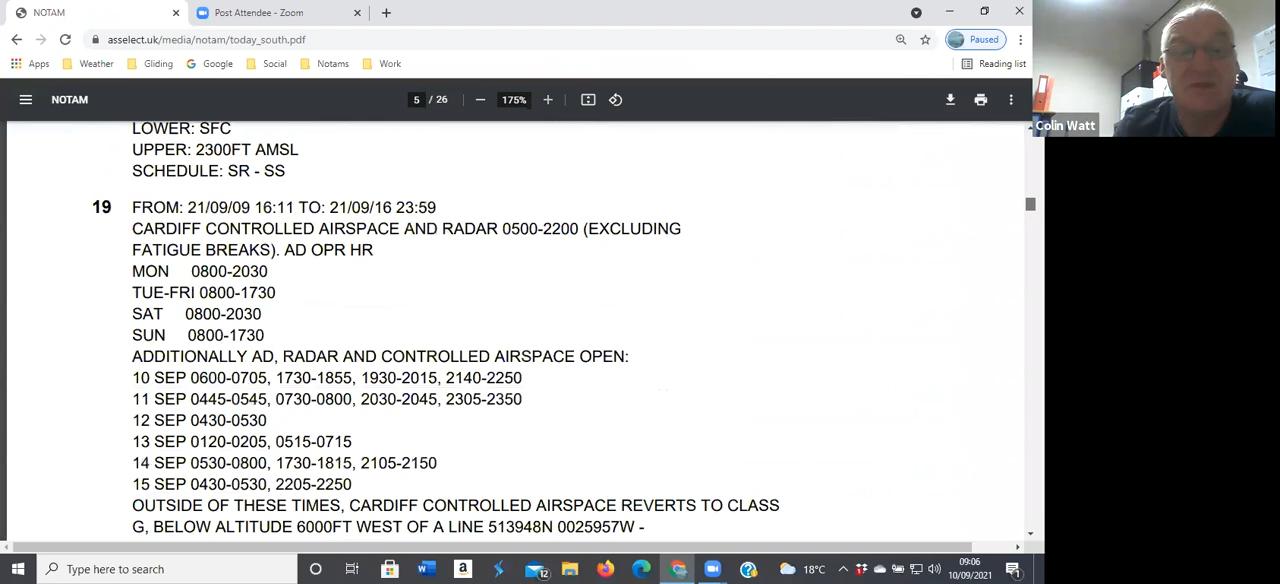 NOTAM
Post Attendee - Zoom
asselect.uk/media/notam/today_south.pdf
Paused
Apps
Weather
Gliding
Google
Social
Notams
Work
Reading list
NOTAM
5 / 26
175%
Colin Watt
LOWER: SFC
UPPER: 2300FT AMSL
SCHEDULE: SR - SS
19 FROM: 21/09/09 16:11 TO: 21/09/16 23:59
CARDIFF CONTROLLED AIRSPACE AND RADAR 0500-2200 (EXCLUDING
FATIGUE BREAKS). AD OPR HR
MON 0800-2030
TUE-FRI 0800-1730
SAT 0800-2030
SUN 0800-1730
ADDITIONALLY AD, RADAR AND CONTROLLED AIRSPACE OPEN:
10 SEP 0600-0705, 1730-1855, 1930-2015, 2140-2250
11 SEP 0445-0545, 0730-0800, 2030-2045, 2305-2350
12 SEP 0430-0530
13 SEP 0120-0205, 0515-0715
14 SEP 0530-0800, 1730-1815, 2105-2150
15 SEP 0430-0530, 2205-2250
OUTSIDE OF THESE TIMES, CARDIFF CONTROLLED AIRSPACE REVERTS TO CLASS
G, BELOW ALTITUDE 6000FT WEST OF A LINE 513948N 0025957W -
Type here to search
12
18°C
09:06
10/09/2021
1